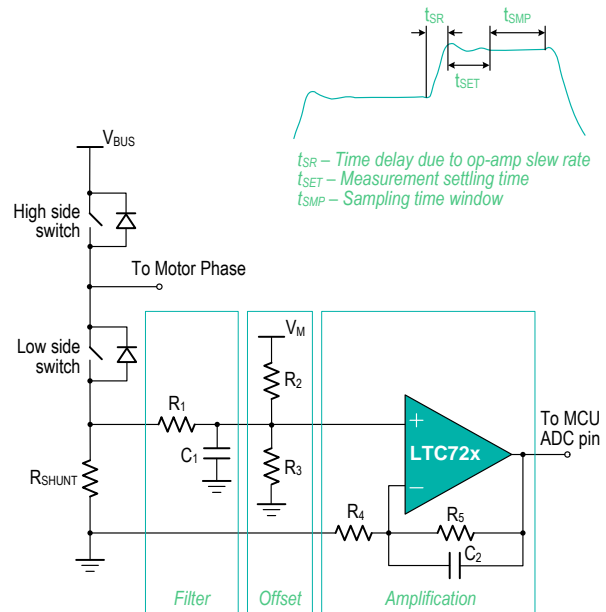 tSR
tSMP
tSET
tSR – Time delay due to op-amp slew rate
tSET – Measurement settling time
tSMP – Sampling time window
VBUS
High side
switch
To Motor Phase
Low side
switch
VM
R2
R1
C1
R3
RSHUNT
+
LTC72x
−
To MCU
ADC pin
R4
R5
C2
Filter
Offset
Amplification